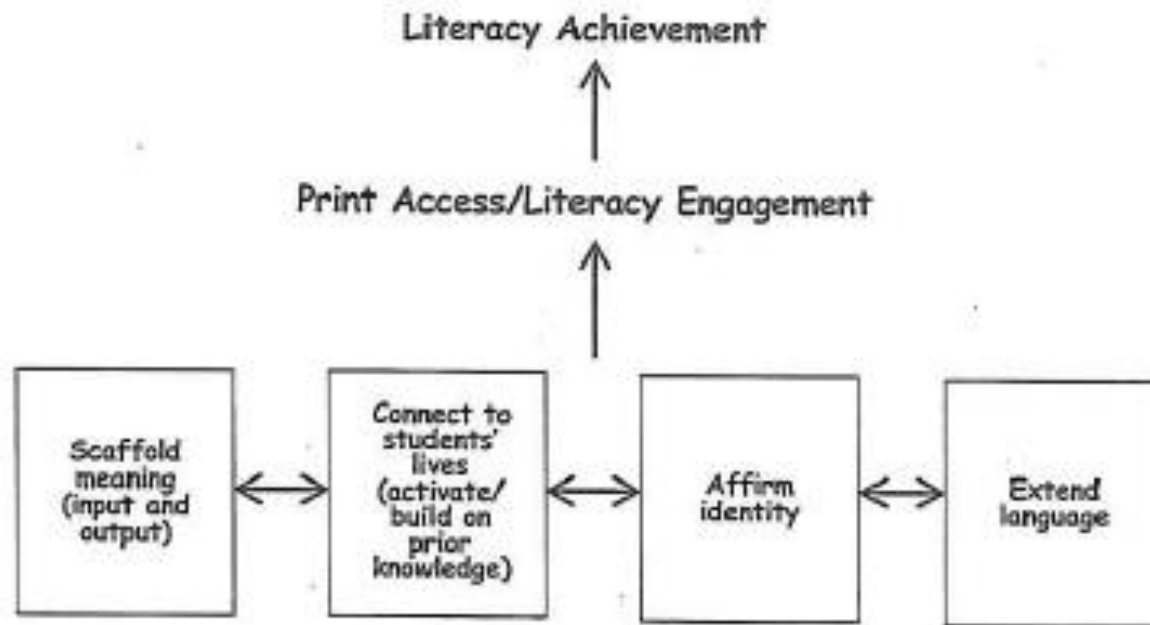 Literacy Achievement
Print Access/Literacy Engagement
Scaffold
meaning
(input and
output)
Connect to
students'
lives
(activate/
build on
prior
knowledge)
Affirm
identity
Extend
language